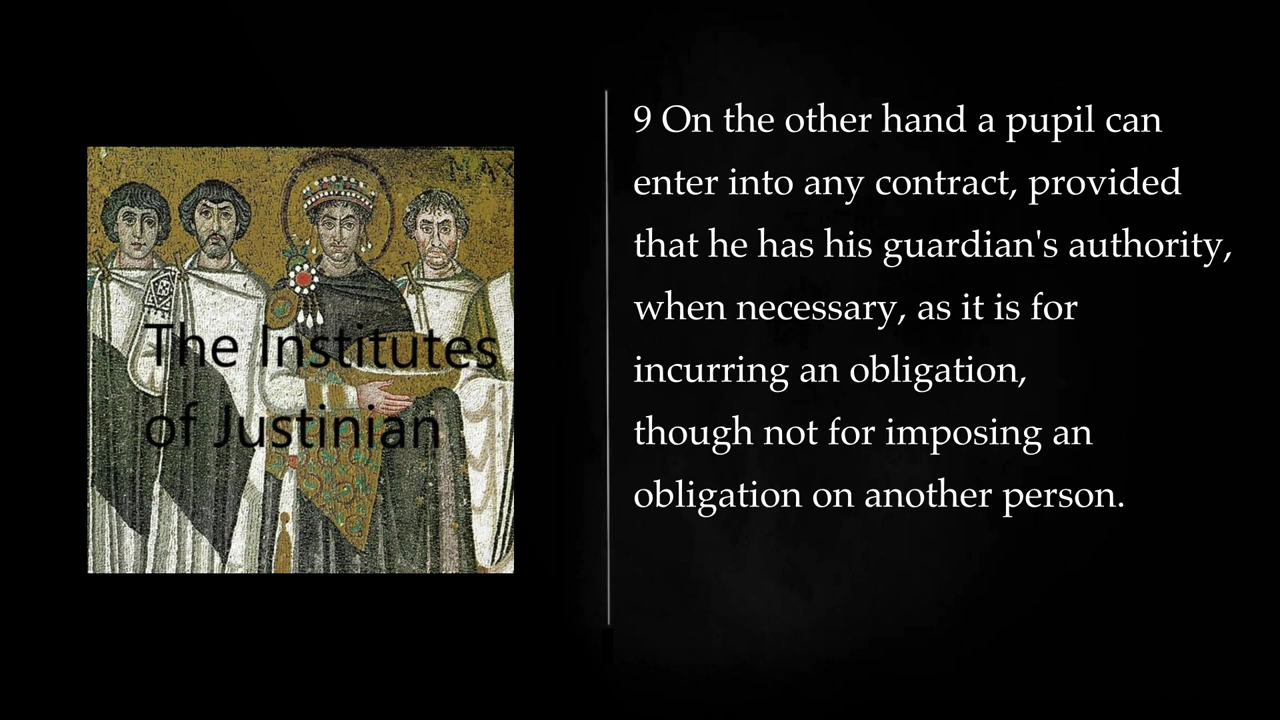 MAX
The Institutes
of Justinian
9 On the other hand a pupil can
enter into any contract, provided
that he has his guardian's authority,
when necessary, as it is for
incurring an obligation,
though not for imposing an
obligation on another person.